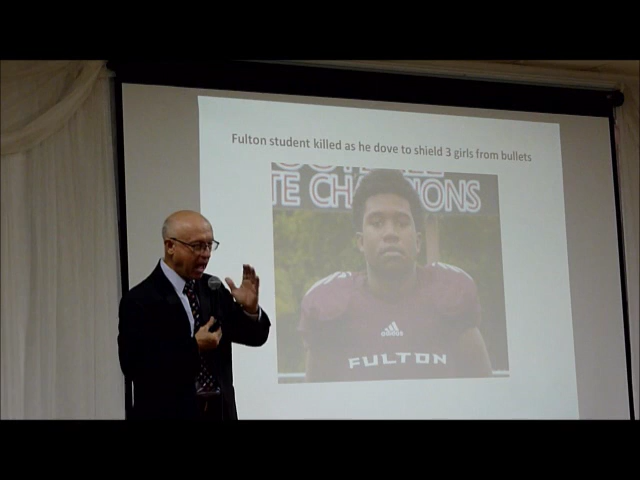 Fulton student killed as he dove to shield 3 girls from bullets
TE CHAMPIONS
adidas
FULTON